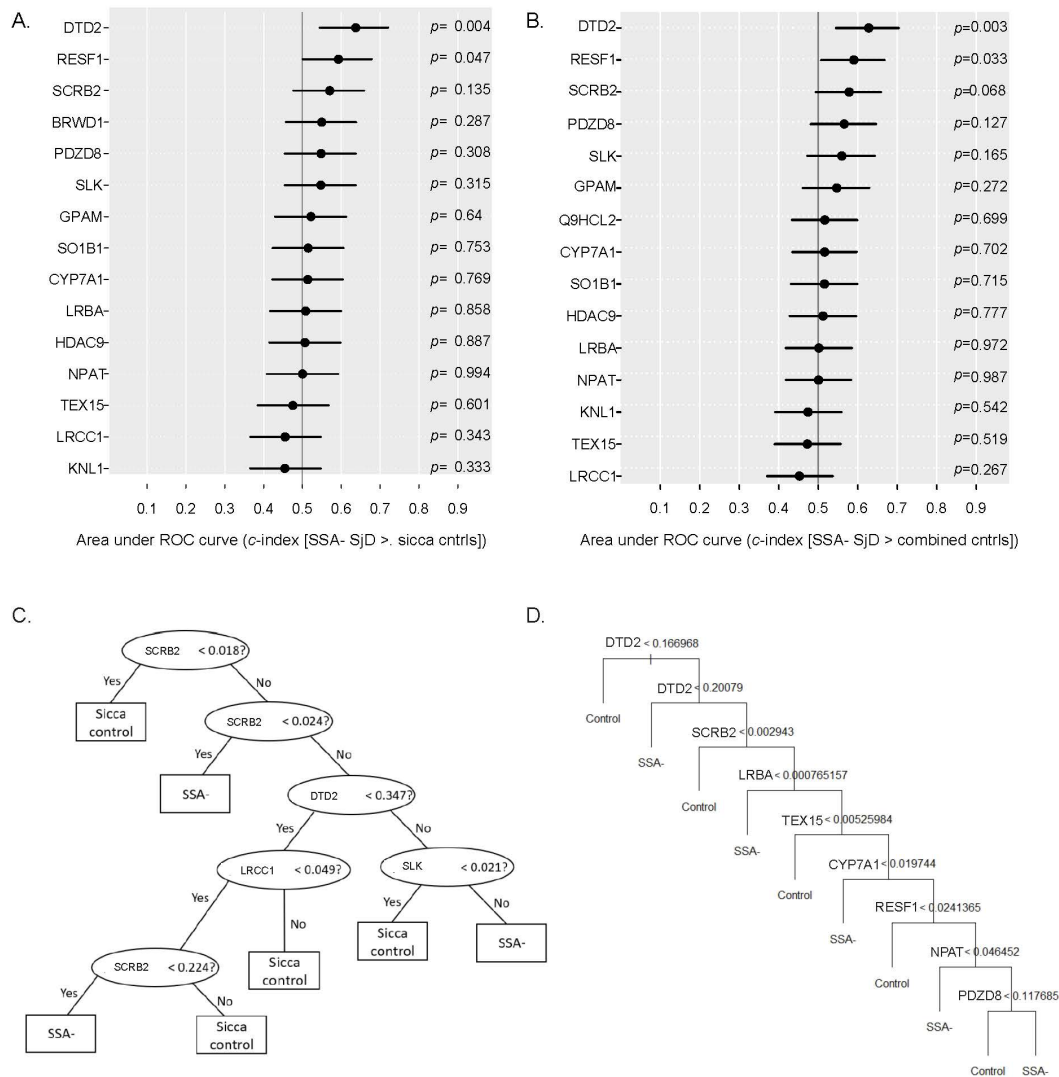 A.
DTD2 p= 0.004
RESF1 p= 0.047
SCRB2 p= 0.135
BRWD1 p= 0.287
PDZD8 p= 0.308
SLK p= 0.315
GPAM p= 0.64
SO1B1 p= 0.753
CYP7A1 p= 0.769
LRBA p= 0.858
HDAC9 p= 0.887
NPAT p= 0.994
TEX15 p= 0.601
LRCC1 p= 0.343
KNL1 p= 0.333
0.1 0.2 0.3 0.4 0.5 0.6 0.7 0.8 0.9
Area under ROC curve (c-index [SSA- SjD >. sicca cntrls])
B.
DTD2 p=0.003
RESF1 p=0.033
SCRB2 p=0.068
PDZD8 p=0.127
SLK p=0.165
GPAM p=0.272
Q9HCL2 p=0.699
CYP7A1 p=0.702
SO1B1 p=0.715
HDAC9 p=0.777
LRBA p=0.972
NPAT p=0.987
KNL1 p=0.542
TEX15 p=0.519
LRCC1 p=0.267
0.1 0.2 0.3 0.4 0.5 0.6 0.7 0.8 0.9
Area under ROC curve (c-index [SSA- SjD > combined cntrls])
C.
SCRB2 < 0.018?
Yes No
Sicca
control
SCRB2 < 0.024?
Yes No
SSA-
DTD2 < 0.347?
Yes No
LRCC1 < 0.049?
SLK < 0.021?
Yes No
Yes No
Sicca
control
Sicca
control
SSA-
SCRB2 < 0.224?
Yes No
SSA-
Sicca
control
D.
DTD2 < 0.166968
Control
DTD2 < 0.20079
SSA-
SCRB2 < 0.002943
Control
LRBA < 0.000765157
SSA-
TEX15 < 0.00525984
Control
CYP7A1 < 0.019744
SSA-
RESF1 < 0.0241365
Control
NPAT < 0.046452
SSA-
PDZD8 < 0.117685
Control SSA-